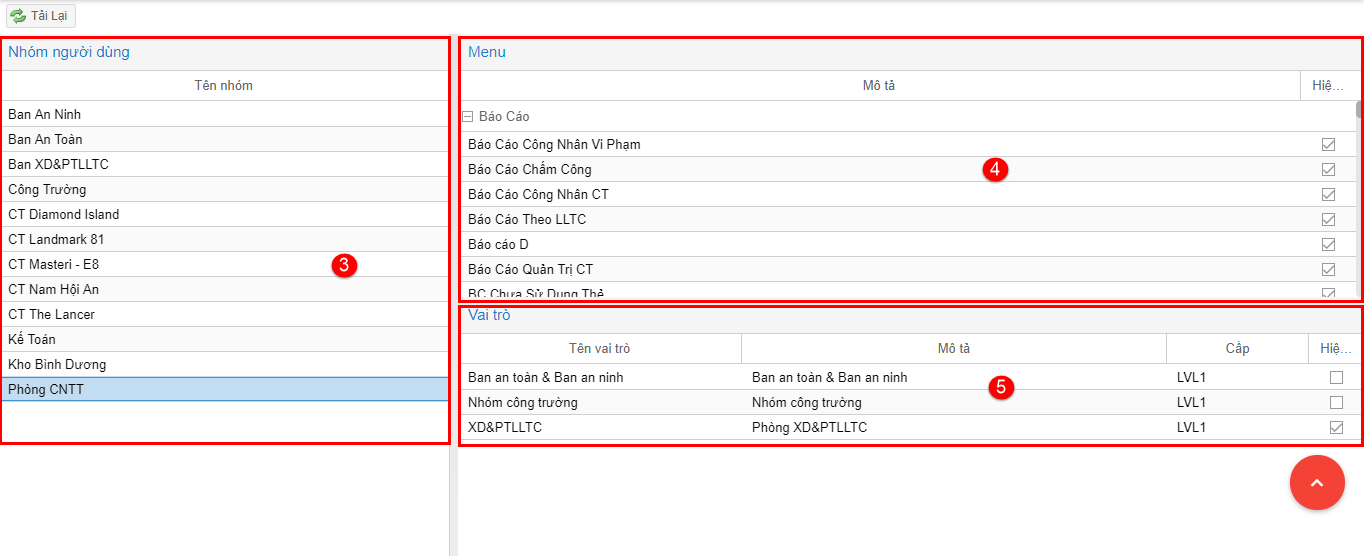 Tải Lại
Nhóm người dùng
Tên nhóm
Ban An Ninh
Ban An Toàn
Ban XD&PTLLTC
Công Trường
CT Diamond Island
CT Landmark 81
CT Masteri - E8
3
CT Nam Hội An
CT The Lancer
Kế Toán
Kho Bình Dương
Phòng CNTT
Menu
Mô tả Hiệ...
Báo Cáo
Báo Cáo Công Nhân Vi Phạm
Báo Cáo Chấm Công
4
Báo Cáo Công Nhân CT
Báo Cáo Theo LLTC
Báo cáo D
Báo Cáo Quản Trị CT
BC Chưa Sử Dụng Thẻ
Vai trò
Tên vai trò Mô tả Cấp Hiệ...
Ban an toàn & Ban an ninh Ban an toàn & Ban an ninh LVL1
5
Nhóm công trường Nhóm công trường LVL1
XD&PTLLTC Phòng XD&PTLLTC LVL1